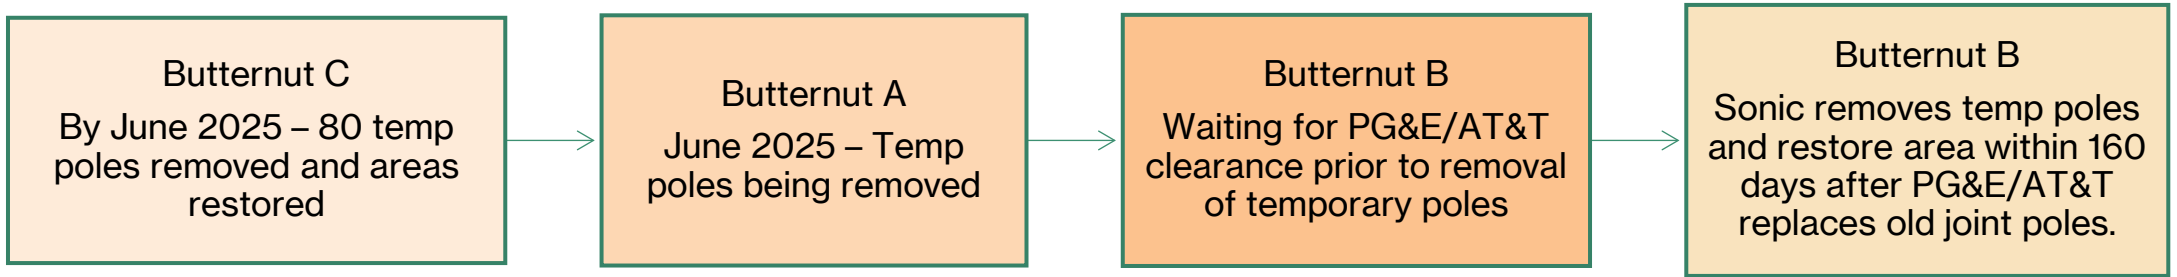 Butternut C
By June 2025 – 80 temp
poles removed and areas
restored
Butternut A
June 2025 – Temp
poles being removed
Butternut B
Waiting for PG&E/AT&T
clearance prior to removal
of temporary poles
Butternut B
Sonic removes temp poles
and restore area within 160
days after PG&E/AT&T
replaces old joint poles.